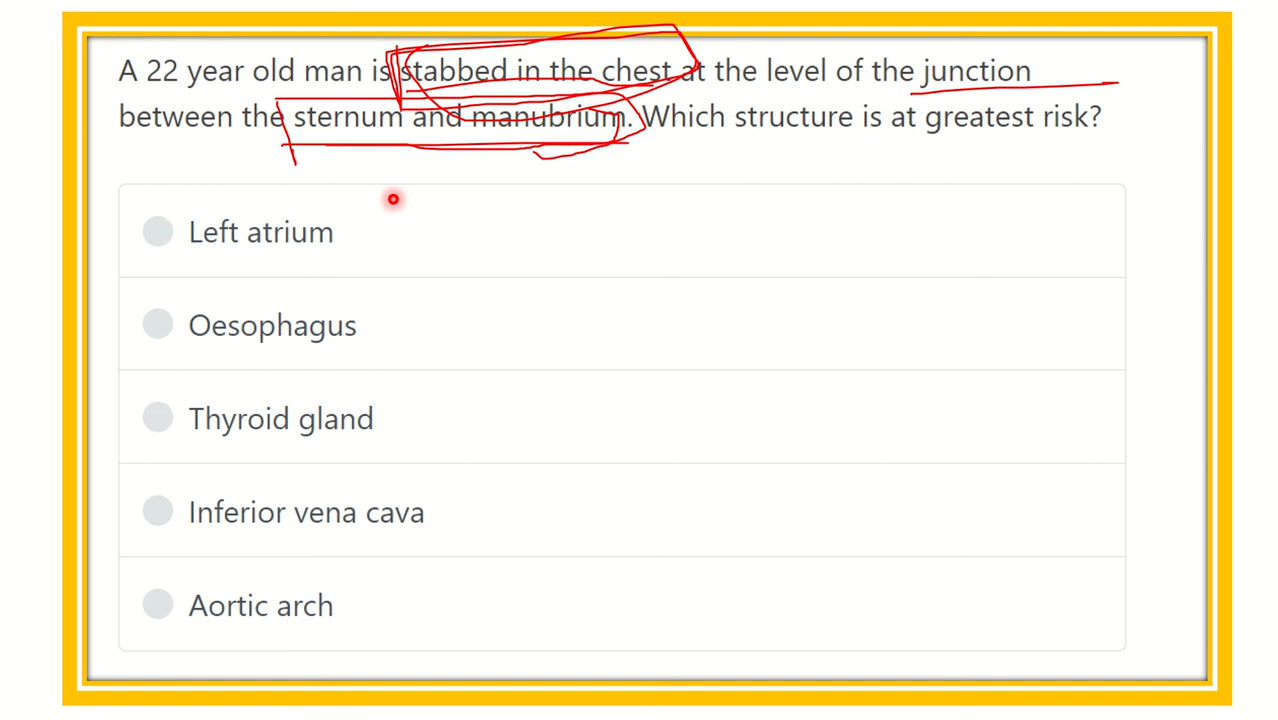 A 22 year old man is stabbed in the chest at the level of the junction
between the sternum and manubrium. Which structure is at greatest risk?
Left atrium
Oesophagus
Thyroid gland
Inferior vena cava
Aortic arch